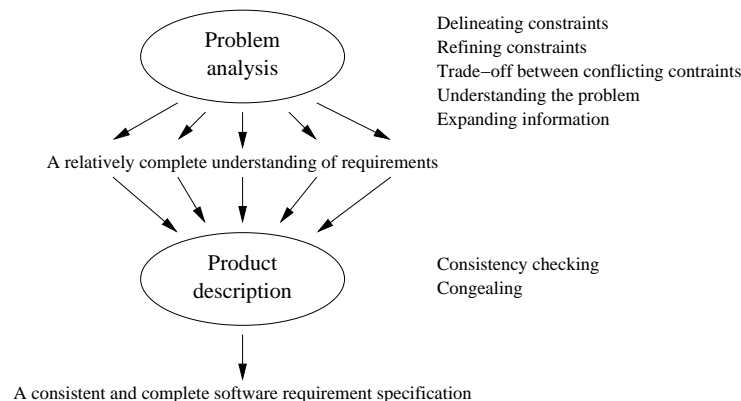 Problem
analysis
Delineating constraints
Refining constraints
Trade−off between conflicting contraints
Understanding the problem
Expanding information
A relatively complete understanding of requirements
Product
description
Consistency checking
Congealing
A consistent and complete software requirement specification